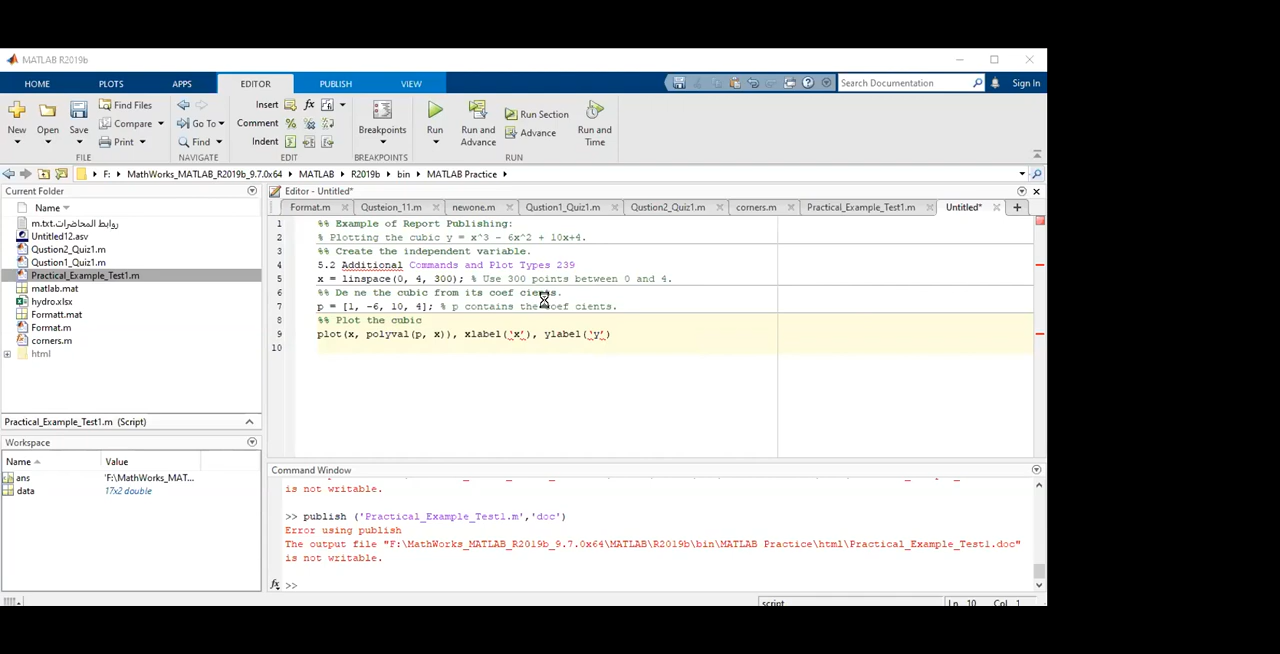 MATLAB R2019b
HOME PLOTS APPS EDITOR PUBLISH VIEW Search Documentation Sign In
New Open Save Find Files Compare Print Go To Find Insert fx Comment Indent Breakpoints Run Run and Advance Run Section Advance Run and Time
FILE NAVIGATE EDIT BREAKPOINTS RUN
F: MathWorks_MATLAB_R2019b_9.7.0x64 MATLAB R2019b bin MATLAB Practice
Current Folder
Name
روابط المحاضرات.m.txt
Untitled12.asv
Qustion2_Quiz1.m
Qustion1_Quiz1.m
Practical_Example_Test1.m
matlab.mat
hydro.xlsx
Formatt.mat
Format.m
corners.m
html
Practical_Example_Test1.m (Script)
Workspace
Name Value
ans 'F:\MathWorks_MAT...
data 17x2 double
Editor - Untitled*
Format.m Qusteion_11.m newone.m Qustion1_Quiz1.m Qustion2_Quiz1.m corners.m Practical_Example_Test1.m Untitled*
1 %% Example of Report Publishing:
2 % Plotting the cubic y = x^3 - 6x^2 + 10x+4.
3 %% Create the independent variable.
4 5.2 Additional Commands and Plot Types 239
5 x = linspace(0, 4, 300); % Use 300 points between 0 and 4.
6 %% De ne the cubic from its coef cients.
7 p = [1, -6, 10, 4]; % p contains the coef cients.
8 %% Plot the cubic
9 plot(x, polyval(p, x)), xlabel(‘x’), ylabel(‘y’)
10
Command Window
is not writable.
>> publish ('Practical_Example_Test1.m','doc')
Error using publish
The output file "F:\MathWorks_MATLAB_R2019b_9.7.0x64\MATLAB\R2019b\bin\MATLAB Practice\html\Practical_Example_Test1.doc"
is not writable.
fx >>
script Ln 10 Col 1